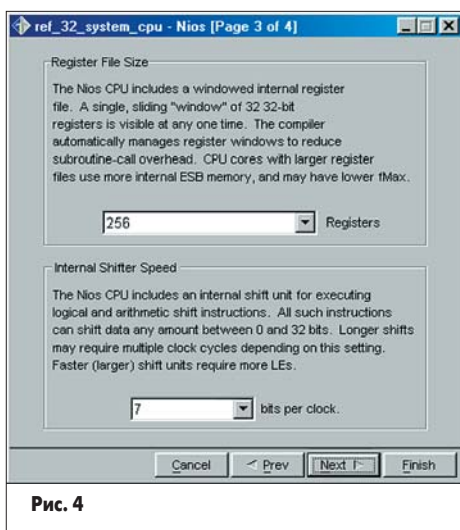 ref_32_system_cpu - Nios [Page 3 of 4]
Register File Size
The Nios CPU includes a windowed internal register
file. A single, sliding "window" of 32 32-bit
registers is visible at any one time. The compiler
automatically manages register windows to reduce
subroutine-call overhead. CPU cores with larger register
files use more internal ESB memory, and may have lower fMax.
256 Registers
Internal Shifter Speed
The Nios CPU includes an internal shift unit for executing
logical and arithmetic shift instructions. All such instructions
can shift data any amount between 0 and 32 bits. Longer shifts
may require multiple clock cycles depending on this setting.
Faster (larger) shift units require more LEs.
7 bits per clock.
Cancel < Prev Next > Finish
Рис. 4